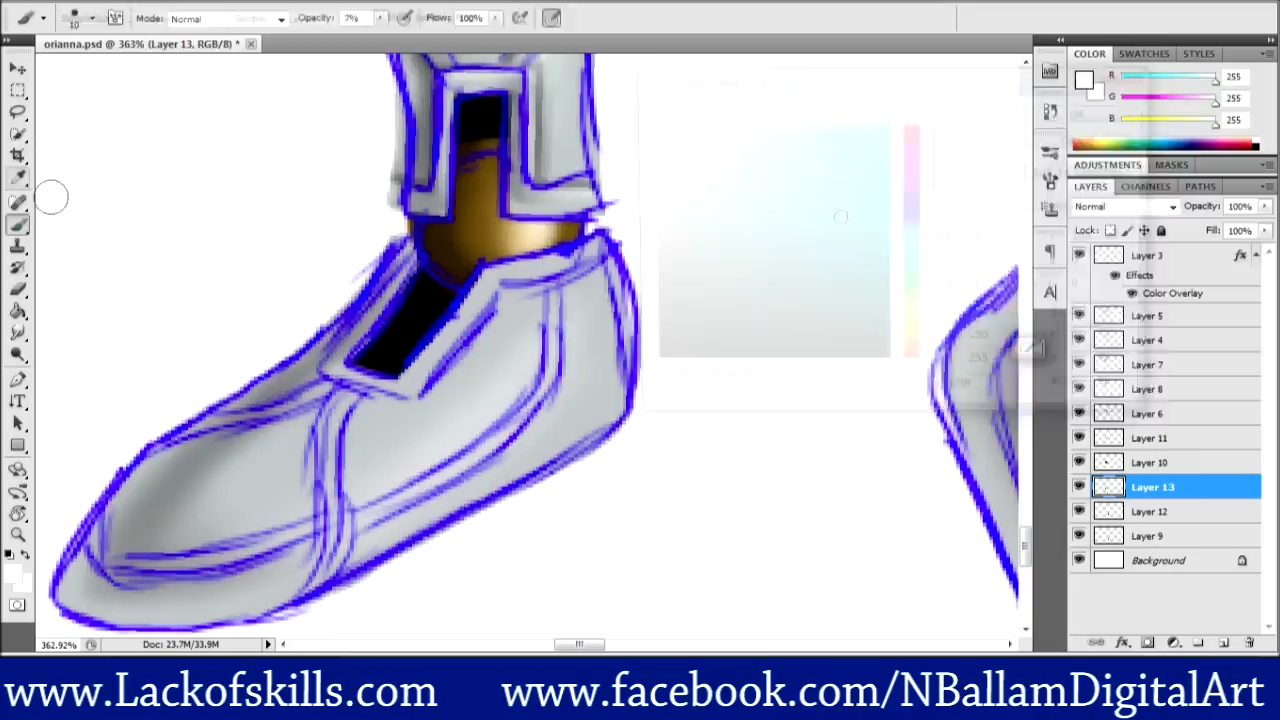 Mode: Normal Opacity: 7% Flow: 100%
10
orianna.psd @ 363% (Layer 13, RGB/8) *
COLOR SWATCHES STYLES
R 255
G 255
B 255
ADJUSTMENTS MASKS
LAYERS CHANNELS PATHS
Normal Opacity: 100%
Lock: Fill: 100%
Layer 3 fx
Effects
Color Overlay
Layer 5
Layer 4
Layer 7
Layer 8
Layer 6
Layer 11
Layer 10
Layer 13
Layer 12
Layer 9
Background
362.92% Doc: 23.7M/33.9M
www.Lackofskills.com www.facebook.com/NBallamDigitalArt